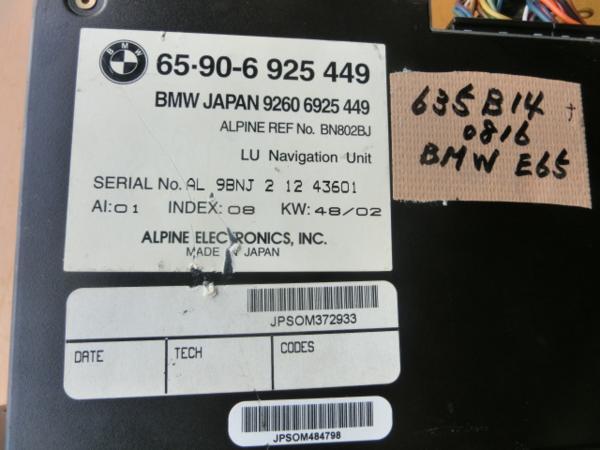 BMW
65·90-6 925 449
BMW JAPAN 9260 6925 449
ALPINE REF No. BN802BJ
LU Navigation Unit
SERIAL No. AL 9BNJ 2 12 43601
AI:01 INDEX:08 KW:48/02
ALPINE ELECTRONICS, INC.
MADE IN JAPAN
635B14
0816
BMW E65
JPSOM372933
DATE TECH CODES
JPSOM484798